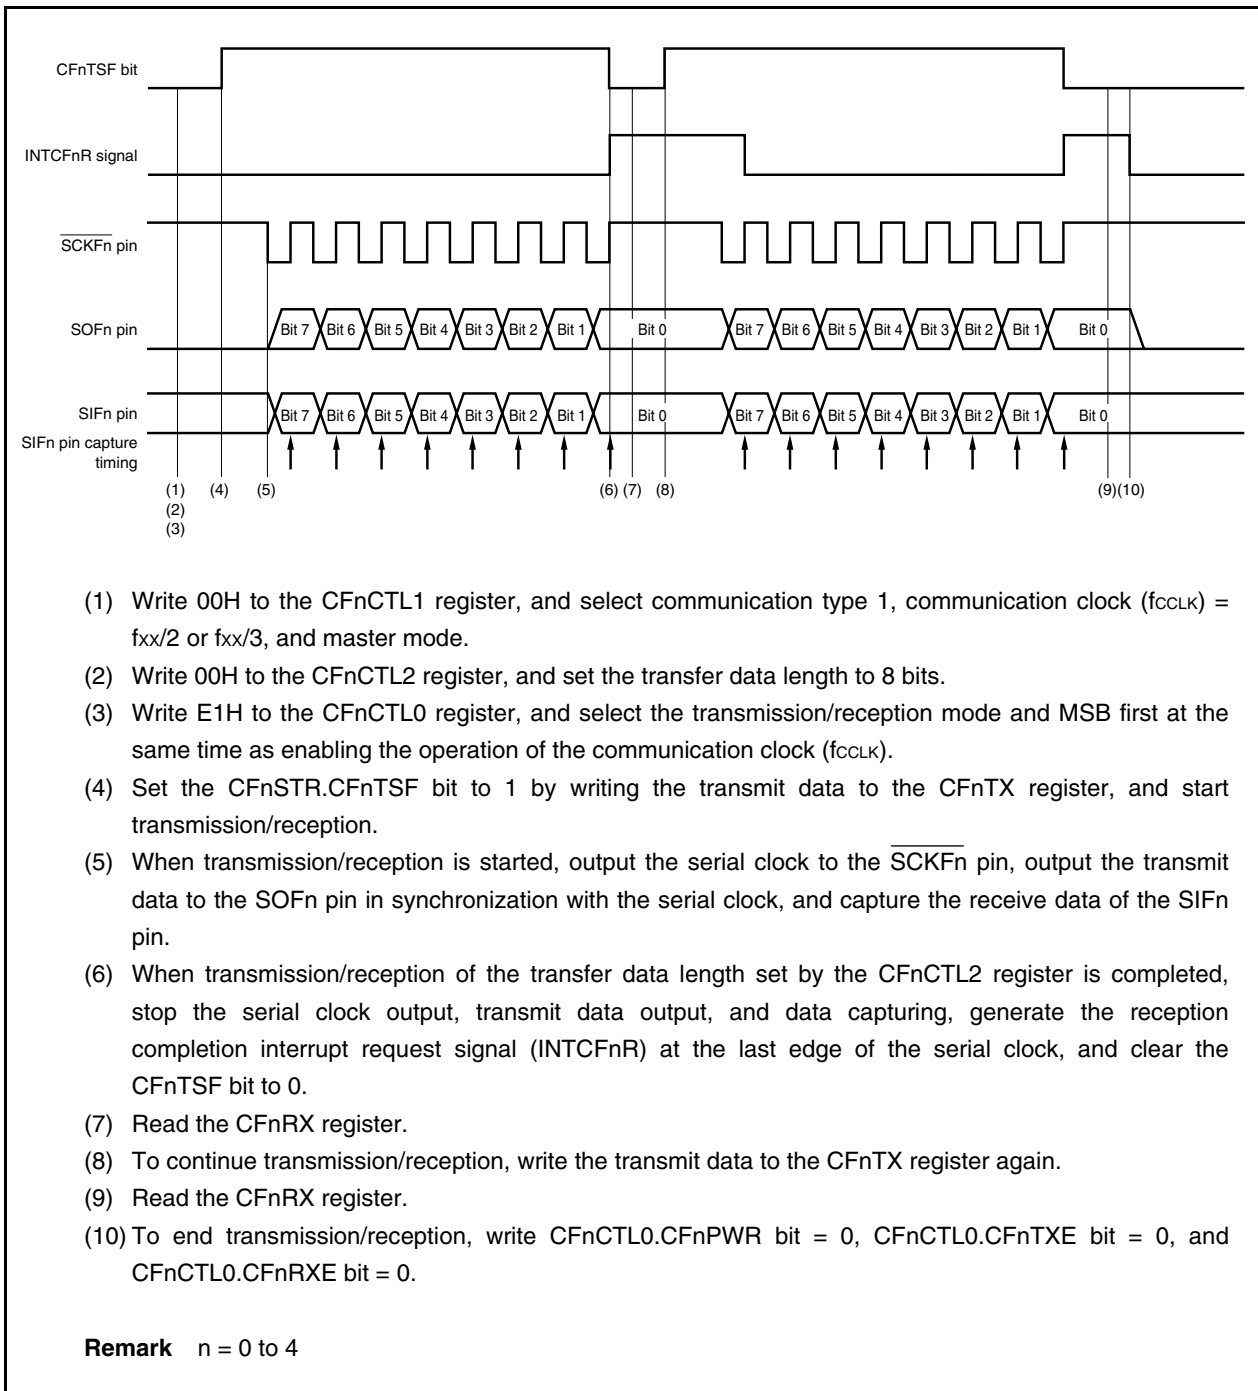 CFnTSF bit
INTCFnR signal
SCKFn pin
SOFn pin
Bit 7 Bit 6 Bit 5 Bit 4 Bit 3 Bit 2 Bit 1 Bit 0 Bit 7 Bit 6 Bit 5 Bit 4 Bit 3 Bit 2 Bit 1 Bit 0
SIFn pin
Bit 7 Bit 6 Bit 5 Bit 4 Bit 3 Bit 2 Bit 1 Bit 0 Bit 7 Bit 6 Bit 5 Bit 4 Bit 3 Bit 2 Bit 1 Bit 0
SIFn pin capture
timing
(1) (4) (5) (6) (7) (8) (9) (10)
(2)
(3)
(1) Write 00H to the CFnCTL1 register, and select communication type 1, communication clock (fCCLK) =
fxx/2 or fxx/3, and master mode.
(2) Write 00H to the CFnCTL2 register, and set the transfer data length to 8 bits.
(3) Write E1H to the CFnCTL0 register, and select the transmission/reception mode and MSB first at the
same time as enabling the operation of the communication clock (fCCLK).
(4) Set the CFnSTR.CFnTSF bit to 1 by writing the transmit data to the CFnTX register, and start
transmission/reception.
(5) When transmission/reception is started, output the serial clock to the SCKFn pin, output the transmit
data to the SOFn pin in synchronization with the serial clock, and capture the receive data of the SIFn
pin.
(6) When transmission/reception of the transfer data length set by the CFnCTL2 register is completed,
stop the serial clock output, transmit data output, and data capturing, generate the reception
completion interrupt request signal (INTCFnR) at the last edge of the serial clock, and clear the
CFnTSF bit to 0.
(7) Read the CFnRX register.
(8) To continue transmission/reception, write the transmit data to the CFnTX register again.
(9) Read the CFnRX register.
(10) To end transmission/reception, write CFnCTL0.CFnPWR bit = 0, CFnCTL0.CFnTXE bit = 0, and
CFnCTL0.CFnRXE bit = 0.
Remark n = 0 to 4